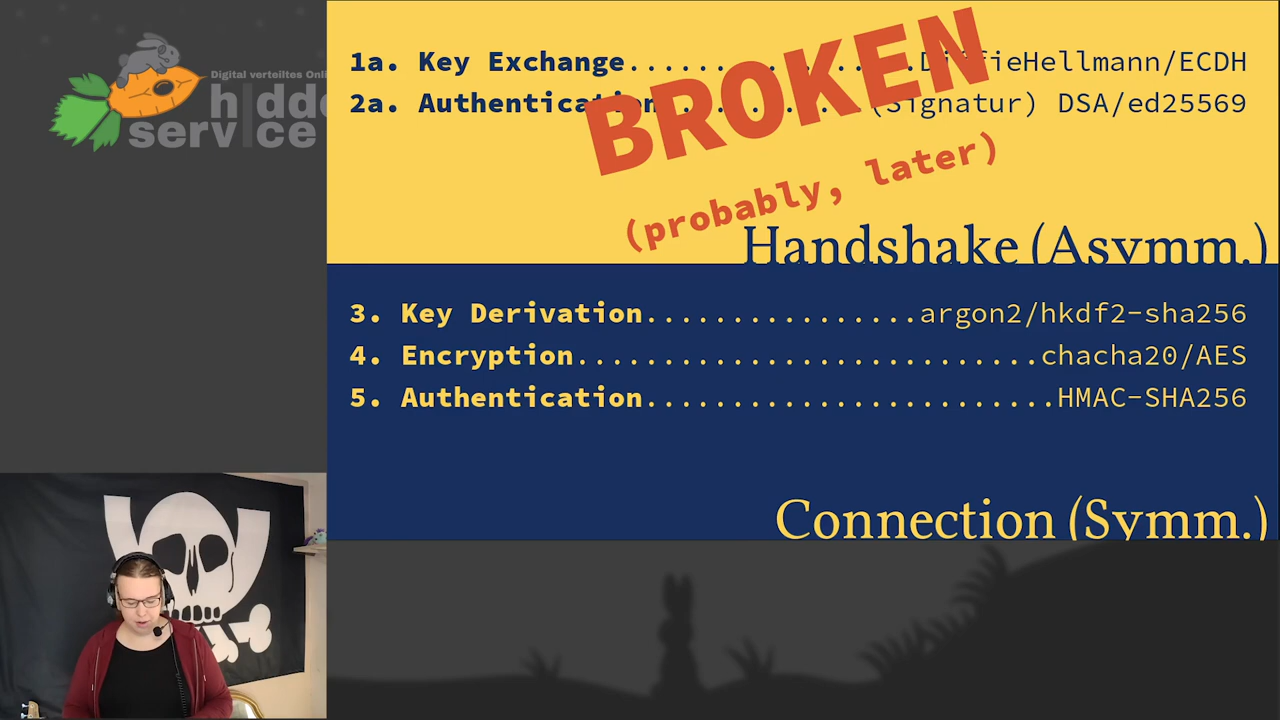 Digital verteiltes Onli
hidde
service
1a. Key Exchange.................DiffieHellmann/ECDH
2a. Authentication............(Signatur) DSA/ed25569
BROKEN
(probably, later)
Handshake (Asymm.)
3. Key Derivation................argon2/hkdf2-sha256
4. Encryption...........................chacha20/AES
5. Authentication........................HMAC-SHA256
Connection (Symm.)